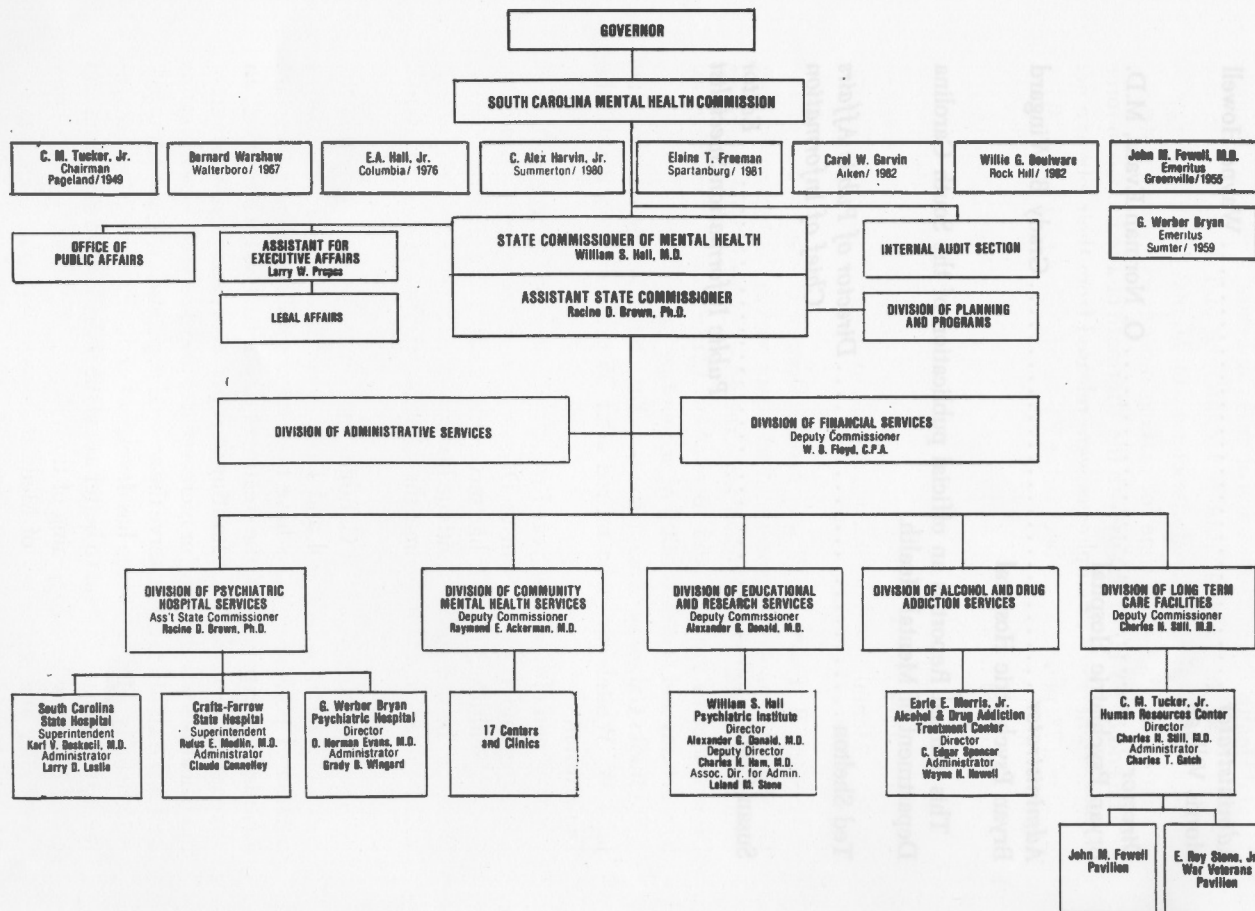 GOVERNOR
SOUTH CAROLINA MENTAL HEALTH COMMISSION
C. M. Tucker, Jr.
Chairman
Pageland/1949
Bernard Warshaw
Walterboro/ 1967
E.A. Hall, Jr.
Columbia/ 1976
C. Alex Harvin, Jr.
Summerton/ 1980
Elaine T. Freeman
Spartanburg/ 1981
Carol W. Garvin
Aiken/ 1982
Willie G. Boulware
Rock Hill/ 1982
John M. Fewell, M.D.
Emeritus
Greenville/1955
G. Werber Bryan
Emeritus
Sumter/ 1959
OFFICE OF
PUBLIC AFFAIRS
ASSISTANT FOR
EXECUTIVE AFFAIRS
Larry W. Propes
LEGAL AFFAIRS
STATE COMMISSIONER OF MENTAL HEALTH
William S. Hall, M.D.
ASSISTANT STATE COMMISSIONER
Racine D. Brown, Ph.D.
INTERNAL AUDIT SECTION
DIVISION OF PLANNING
AND PROGRAMS
DIVISION OF ADMINISTRATIVE SERVICES
DIVISION OF FINANCIAL SERVICES
Deputy Commissioner
W. B. Floyd, C.P.A.
DIVISION OF PSYCHIATRIC
HOSPITAL SERVICES
Ass't State Commissioner
Racine D. Brown, Ph.D.
DIVISION OF COMMUNITY
MENTAL HEALTH SERVICES
Deputy Commissioner
Raymond E. Ackerman, M.D.
DIVISION OF EDUCATIONAL
AND RESEARCH SERVICES
Deputy Commissioner
Alexander G. Donald, M.D.
DIVISION OF ALCOHOL AND DRUG
ADDICTION SERVICES
DIVISION OF LONG TERM
CARE FACILITIES
Deputy Commissioner
Charles N. Still, M.D.
South Carolina
State Hospital
Superintendent
Karl V. Doskocil, M.D.
Administrator
Larry D. Leslie
Crafts-Farrow
State Hospital
Superintendent
Rufus E. Medlin, M.D.
Administrator
Claude Connelley
G. Werber Bryan
Psychiatric Hospital
Director
O. Norman Evans, M.D.
Administrator
Grady B. Wingard
17 Centers
and Clinics
William S. Hall
Psychiatric Institute
Director
Alexander G. Donald, M.D.
Deputy Director
Charles N. Ham, M.D.
Assoc. Dir. for Admin.
Leland M. Stone
Earle E. Morris, Jr.
Alcohol & Drug Addiction
Treatment Center
Director
C. Edgar Spencer
Administrator
Wayne N. Newell
C. M. Tucker, Jr.
Human Resources Center
Director
Charles N. Still, M.D.
Administrator
Charles T. Gatch
John M. Fewell
Pavilion
E. Roy Stone, Jr.
War Veterans
Pavilion